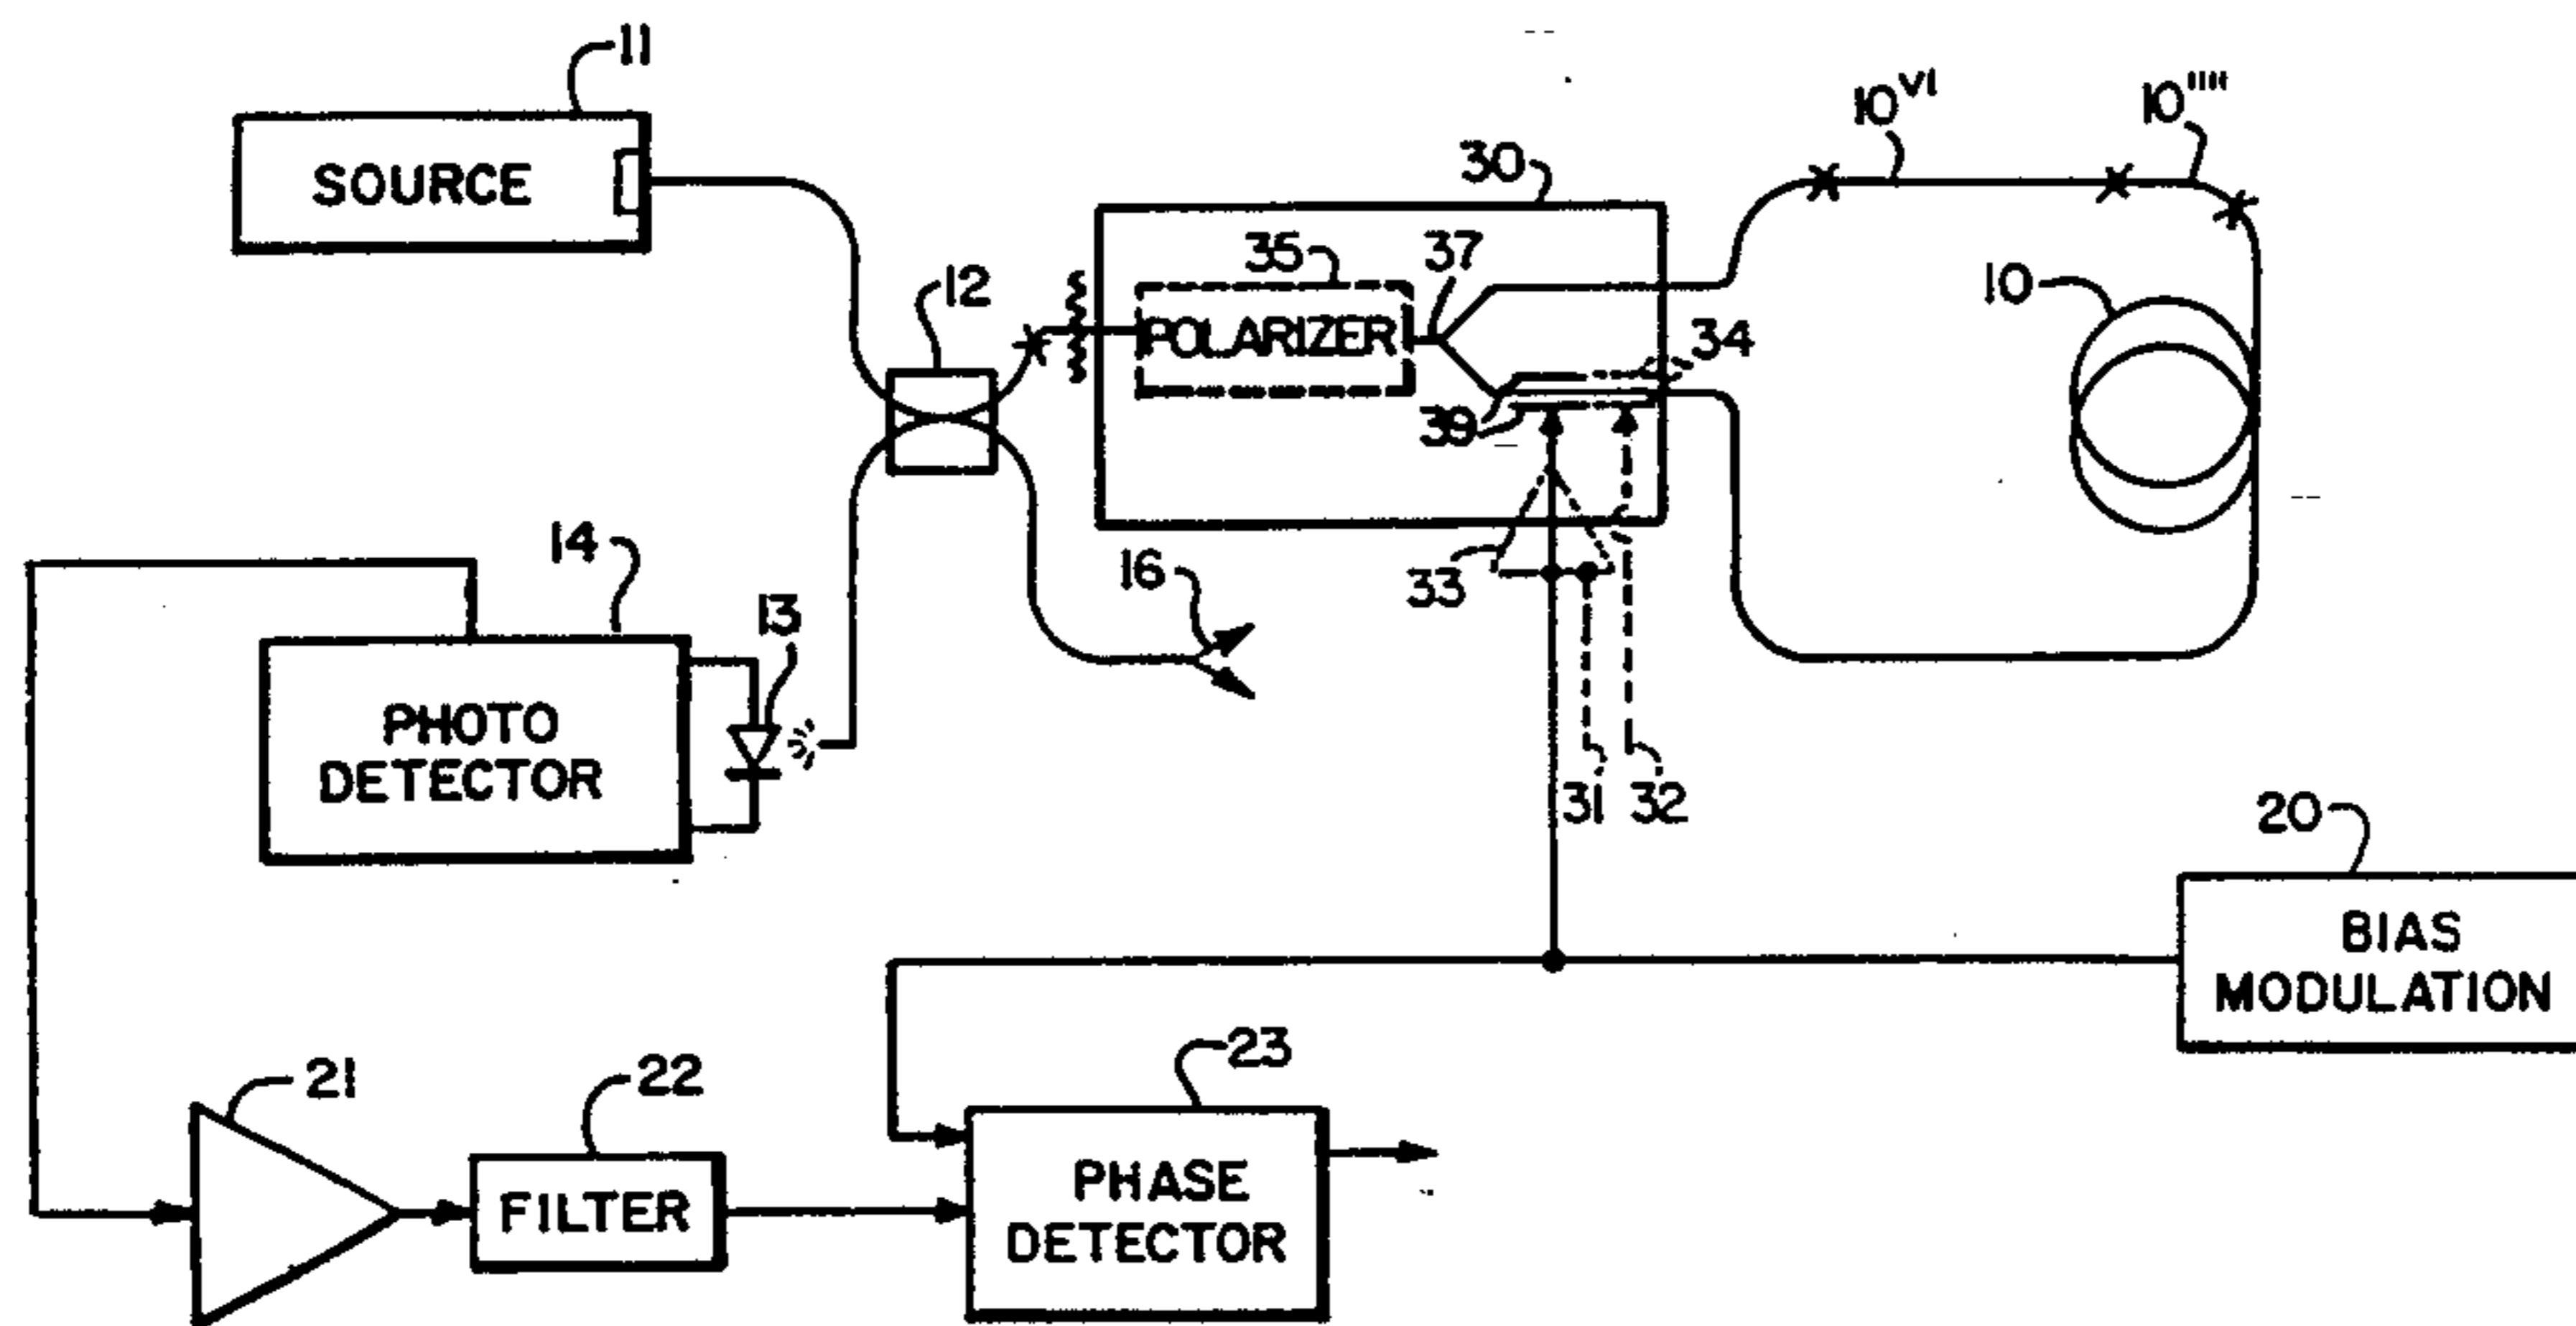 11
SOURCE
12
30
10VI
10''''
35
37
POLARIZER
34
39
10
33
16
31
32
14
13
PHOTO
DETECTOR
20
BIAS
MODULATION
21
22
FILTER
23
PHASE
DETECTOR